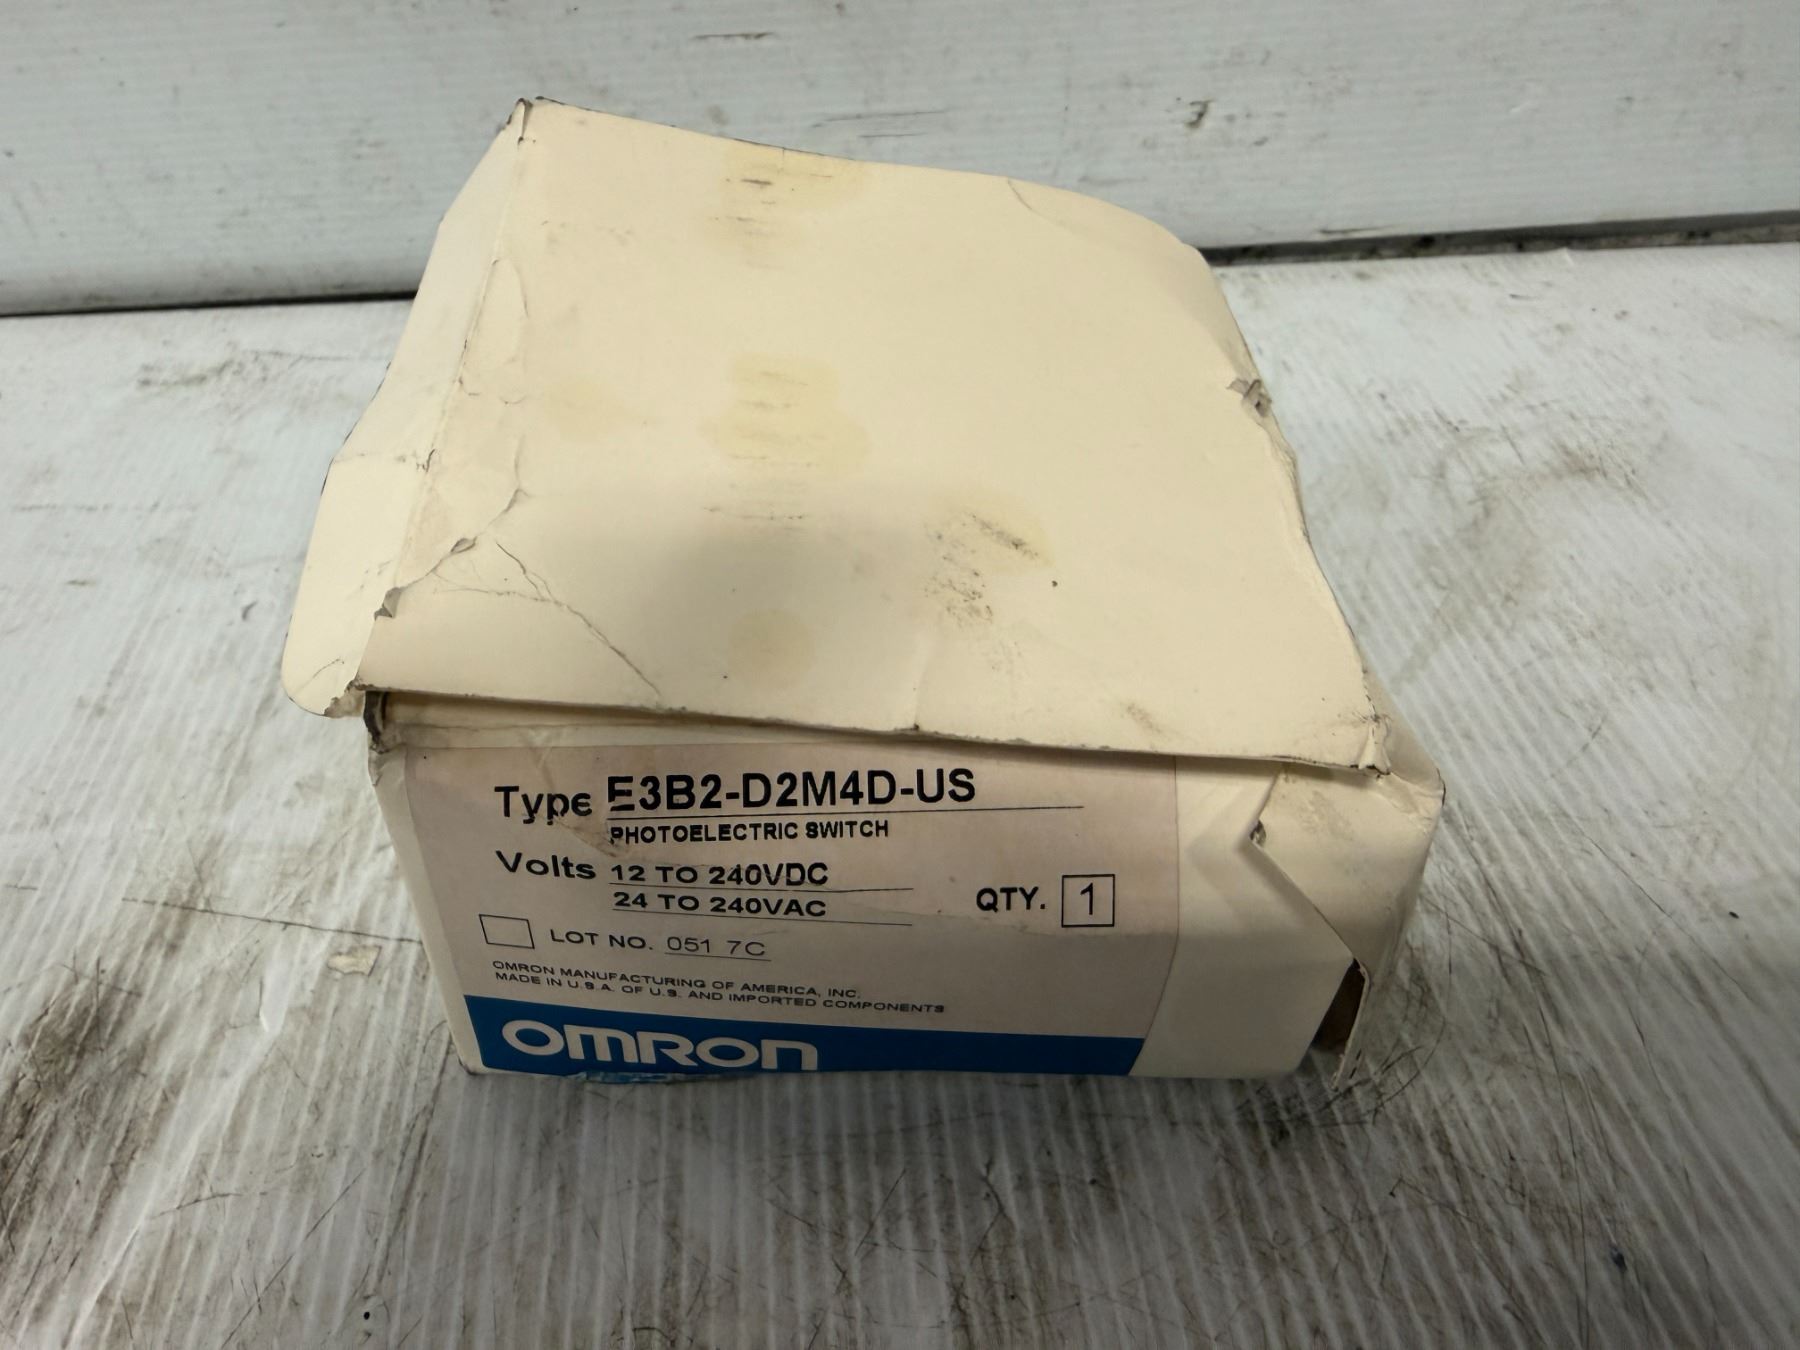 Type E3B2-D2M4D-US
PHOTOELECTRIC SWITCH
Volts 12 TO 240VDC
24 TO 240VAC
QTY. 1
LOT NO. 051 7C
OMRON MANUFACTURING OF AMERICA, INC.
MADE IN U.S.A. OF U.S. AND IMPORTED COMPONENTS
OMRON